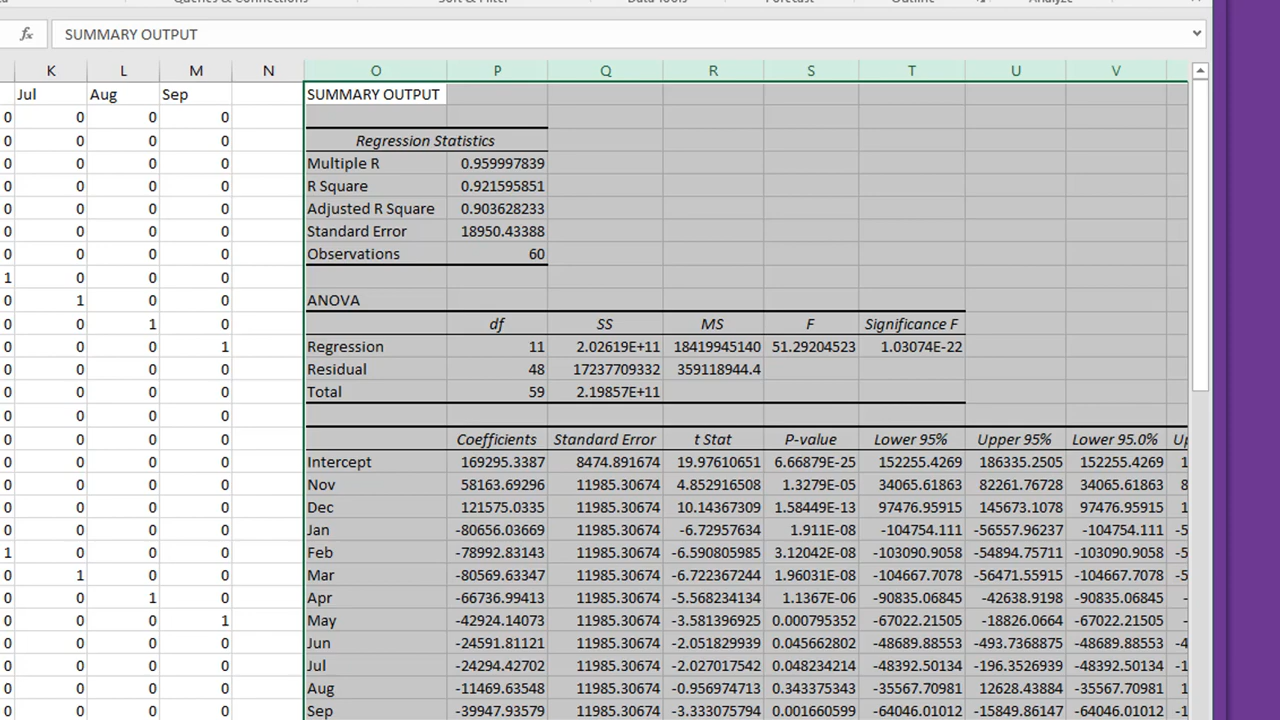 SUMMARY OUTPUT
K L M N O P Q R S T U V
Jul Aug Sep SUMMARY OUTPUT
0 0 0 0
0 0 0 0 Regression Statistics
0 0 0 0 Multiple R 0.959997839
0 0 0 0 R Square 0.921595851
0 0 0 0 Adjusted R Square 0.903628233
0 0 0 0 Standard Error 18950.43388
0 0 0 0 Observations 60
1 0 0 0
0 1 0 0 ANOVA
0 0 1 0 df SS MS F Significance F
0 0 0 1 Regression 11 2.02619E+11 18419945140 51.29204523 1.03074E-22
0 0 0 0 Residual 48 17237709332 359118944.4
0 0 0 0 Total 59 2.19857E+11
0 0 0 0
0 0 0 0 Coefficients Standard Error t Stat P-value Lower 95% Upper 95% Lower 95.0%
0 0 0 0 Intercept 169295.3387 8474.891674 19.97610651 6.66879E-25 152255.4269 186335.2505 152255.4269
0 0 0 0 Nov 58163.69296 11985.30674 4.852916508 1.3279E-05 34065.61863 82261.76728 34065.61863
0 0 0 0 Dec 121575.0335 11985.30674 10.14367309 1.58449E-13 97476.95915 145673.1078 97476.95915
0 0 0 0 Jan -80656.03669 11985.30674 -6.72957634 1.911E-08 -104754.111 -56557.96237 -104754.111
1 0 0 0 Feb -78992.83143 11985.30674 -6.590805985 3.12042E-08 -103090.9058 -54894.75711 -103090.9058
0 1 0 0 Mar -80569.63347 11985.30674 -6.722367244 1.96031E-08 -104667.7078 -56471.55915 -104667.7078
0 0 1 0 Apr -66736.99413 11985.30674 -5.568234134 1.1367E-06 -90835.06845 -42638.9198 -90835.06845
0 0 0 1 May -42924.14073 11985.30674 -3.581396925 0.000795352 -67022.21505 -18826.0664 -67022.21505
0 0 0 0 Jun -24591.81121 11985.30674 -2.051829939 0.045662802 -48689.88553 -493.7368875 -48689.88553
0 0 0 0 Jul -24294.42702 11985.30674 -2.027017542 0.048234214 -48392.50134 -196.3526939 -48392.50134
0 0 0 0 Aug -11469.63548 11985.30674 -0.956974713 0.343375343 -35567.70981 12628.43884 -35567.70981
0 0 0 0 Sep -39947.93579 11985.30674 -3.333075794 0.001660599 -64046.01012 -15849.86147 -64046.01012